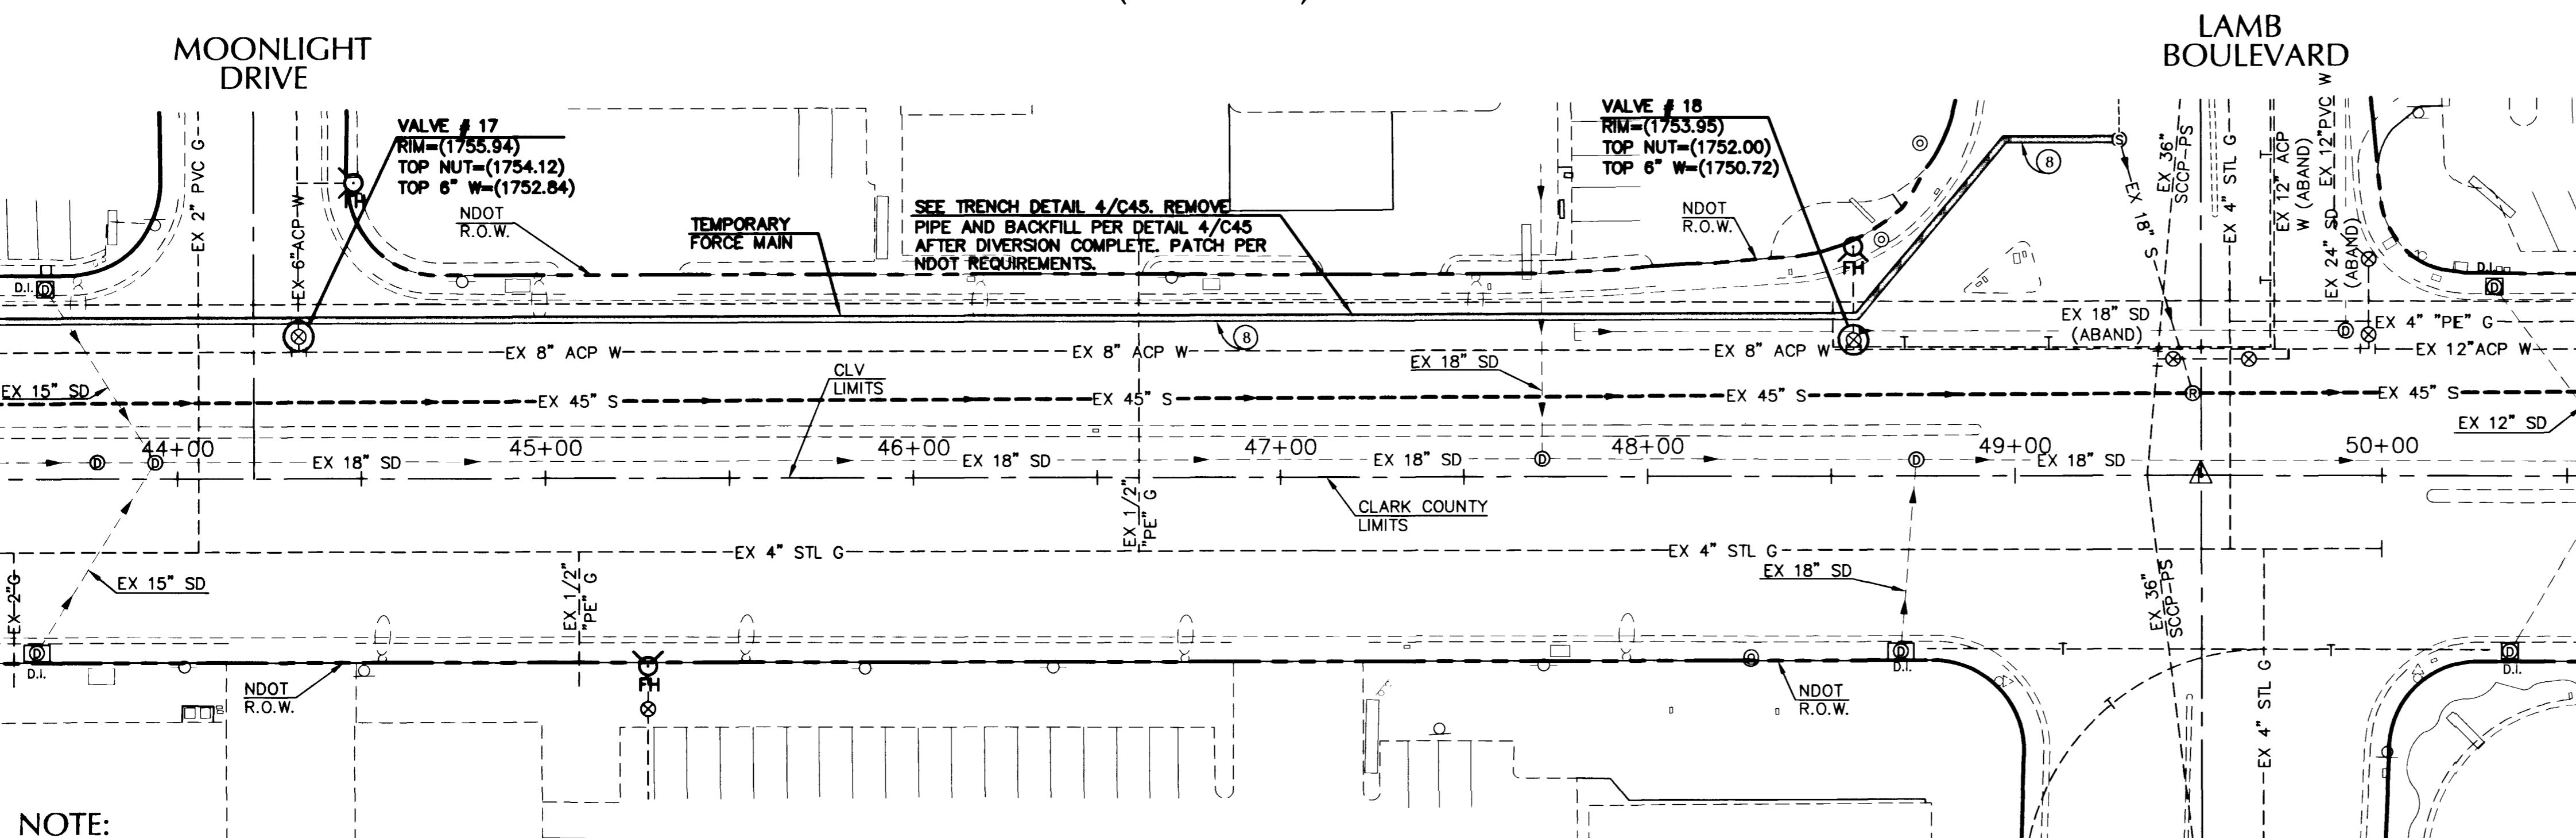 MOONLIGHT
DRIVE
LAMB
BOULEVARD
VALVE # 17
RIM=(1755.94)
TOP NUT=(1754.12)
TOP 6" W=(1752.84)
VALVE # 18
RIM=(1753.95)
TOP NUT=(1752.00)
TOP 6" W=(1750.72)
EX 2" PVC G
EX 6"ACP W
FH
NDOT
R.O.W.
TEMPORARY
FORCE MAIN
SEE TRENCH DETAIL 4/C45. REMOVE
PIPE AND BACKFILL PER DETAIL 4/C45
AFTER DIVERSION COMPLETE. PATCH PER
NDOT REQUIREMENTS.
NDOT
R.O.W.
FH
8
S
EX 18" S
EX 36"
SCCP-PS
EX 4" STL G
EX 12" ACP
W (ABAND)
EX 24" SD
(ABAND)
EX 12"PVC W
D.I.
D
D.I.
D
8
EX 18" SD
(ABAND)
D
EX 4" "PE" G
EX 8" ACP W
EX 8" ACP W
EX 8" ACP W
T
T
EX 12"ACP W
EX 15" SD
CLV
LIMITS
EX 18" SD
EX 45" S
EX 45" S
EX 45" S
R
EX 45" S
EX 12" SD
44+00
45+00
46+00
47+00
48+00
49+00
50+00
D
D
EX 18" SD
EX 18" SD
EX 18" SD
D
D
EX 18" SD
EX 1/2"
"PE" G
CLARK COUNTY
LIMITS
EX 4" STL G
EX 4" STL G
EX 2"G
EX 15" SD
EX 1/2"
"PE" G
EX 18" SD
EX 36"
SCCP-PS
D
D.I.
FH
D
D.I.
T
T
D
D.I.
NDOT
R.O.W.
NDOT
R.O.W.
T
EX 4" STL G
NOTE: